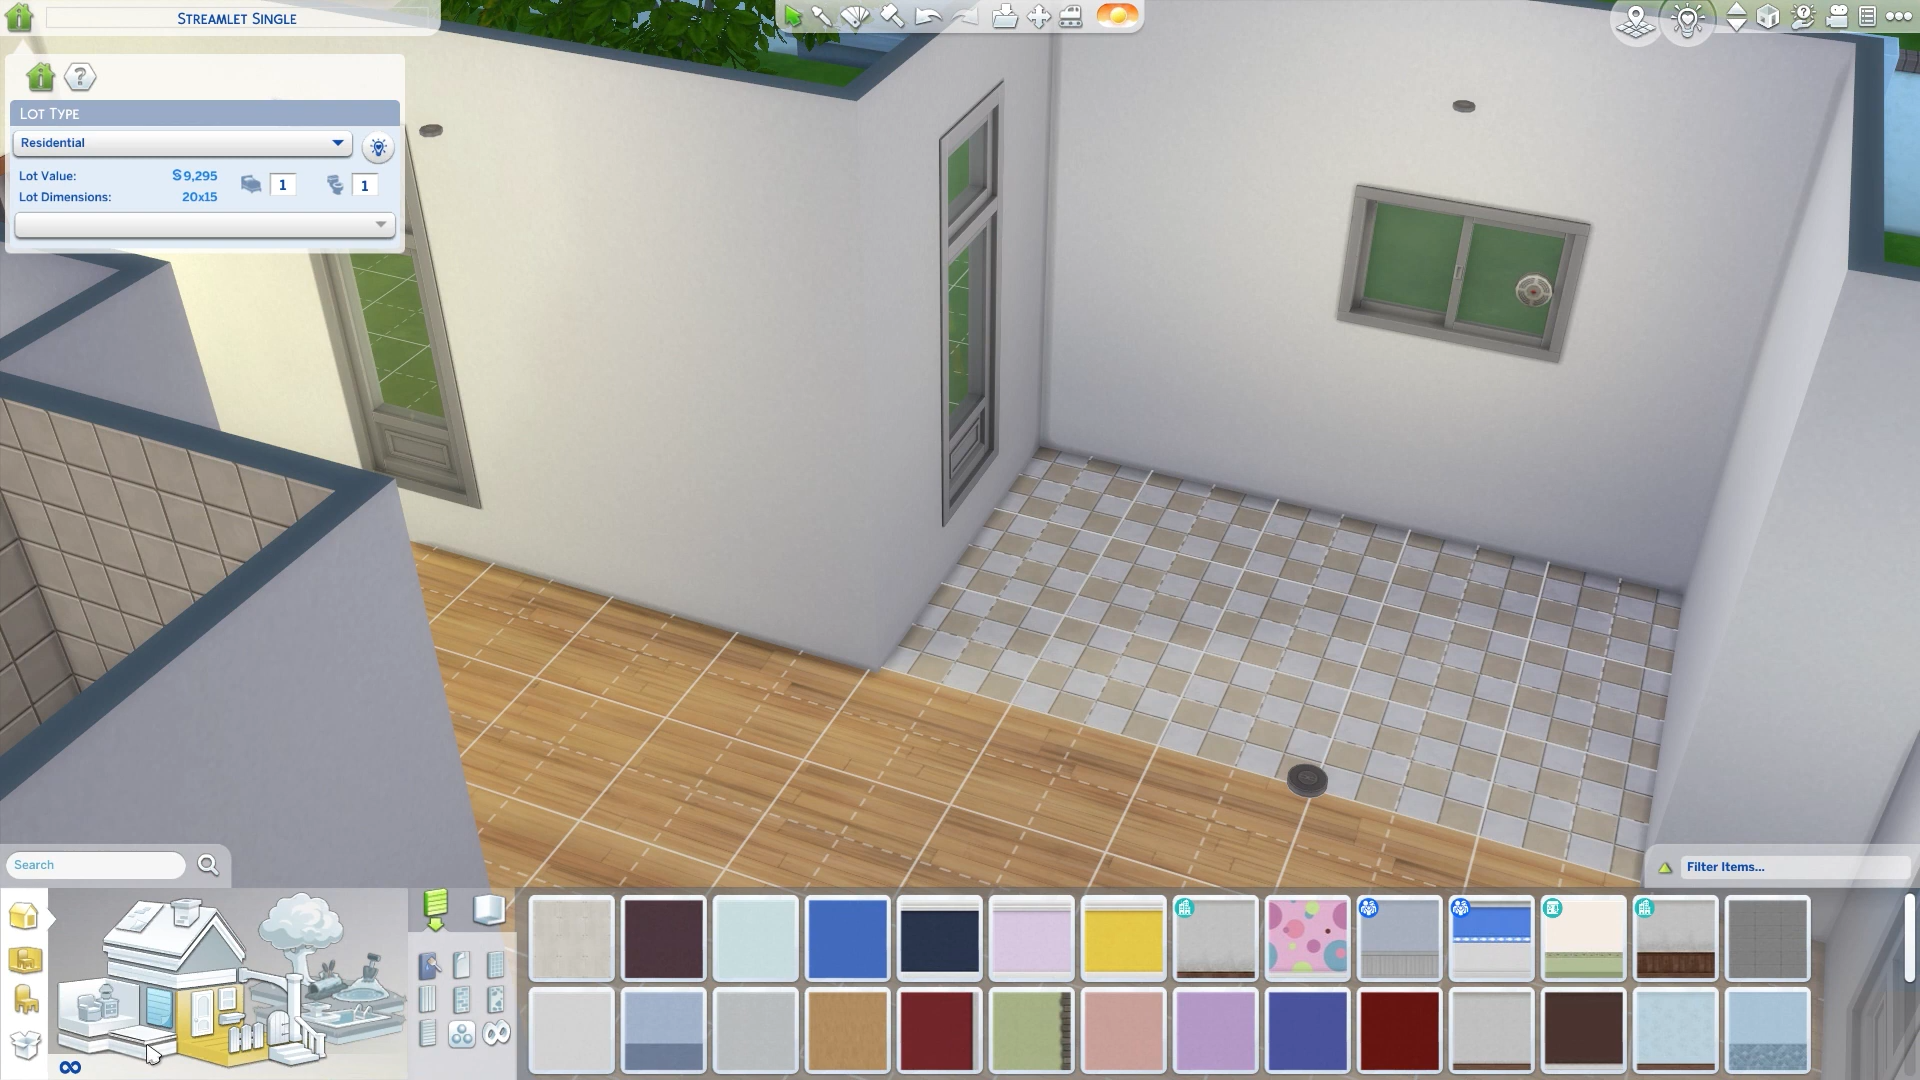 STREAMLET SINGLE
LOT TYPE
Residential
Lot Value: §9,295
1
1
Lot Dimensions: 20x15
Search
Filter Items...